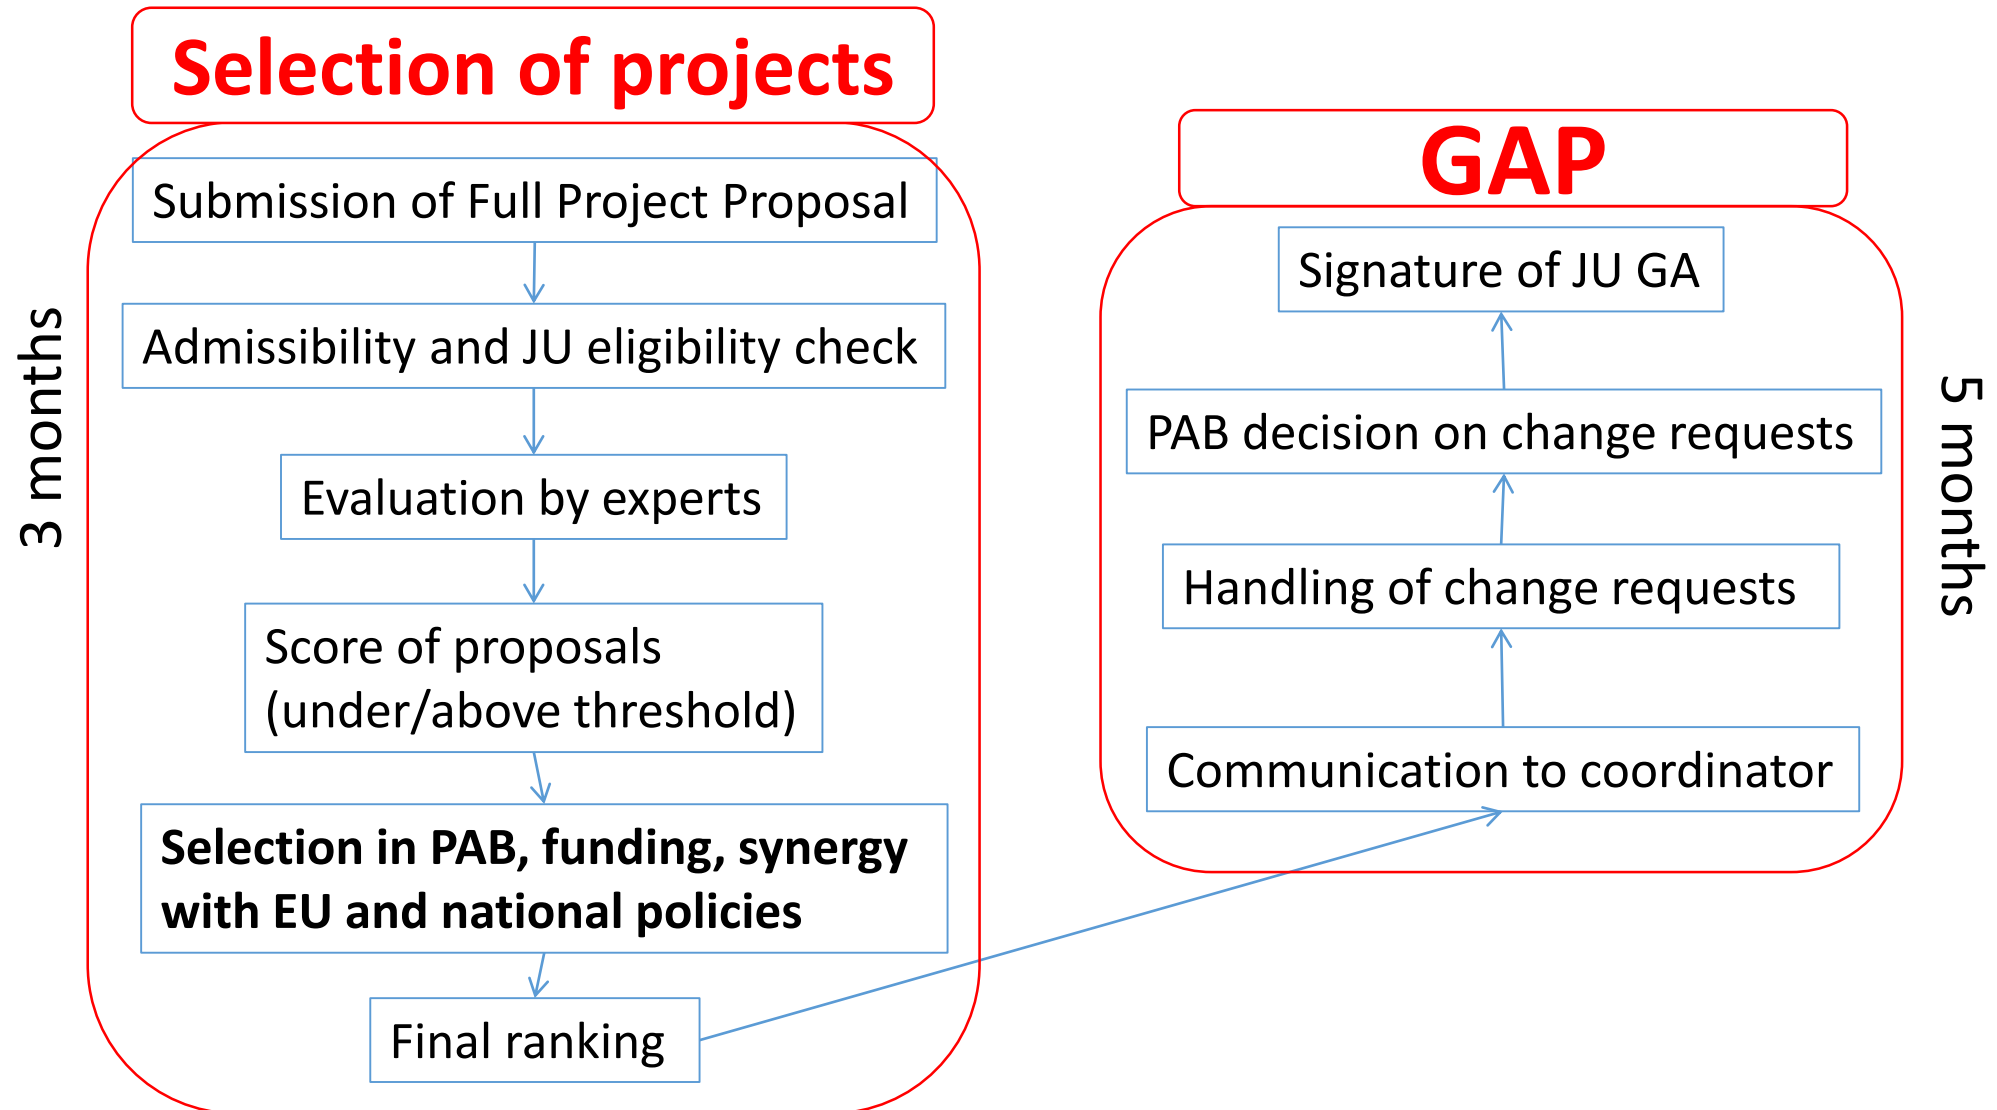 Selection of projects
Submission of Full Project Proposal
Admissibility and JU eligibility check
Evaluation by experts
Score of proposals
(under/above threshold)
Selection in PAB, funding, synergy
with EU and national policies
Final ranking
3 months
GAP
Signature of JU GA
PAB decision on change requests
Handling of change requests
Communication to coordinator
5 months